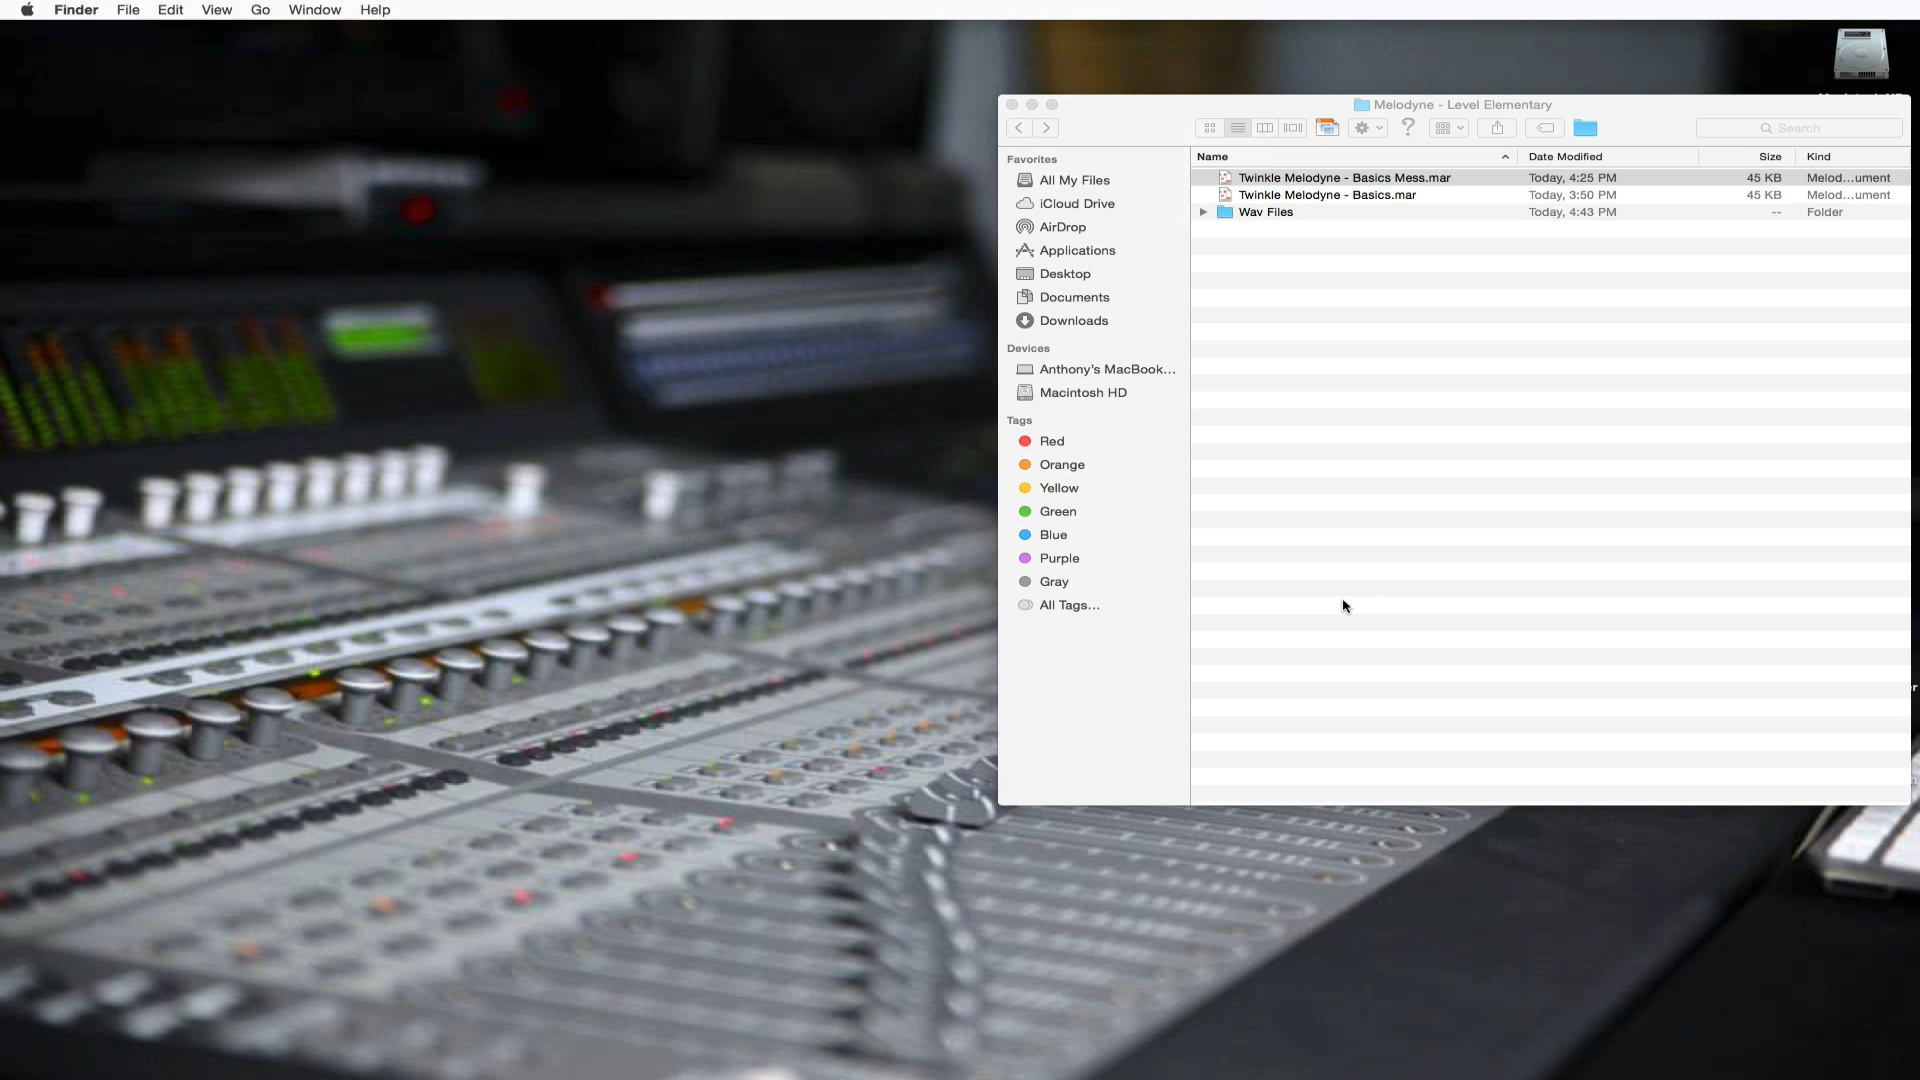 Finder File Edit View Go Window Help
Melodyne - Level Elementary
Search
Favorites
All My Files
iCloud Drive
AirDrop
Applications
Desktop
Documents
Downloads
Devices
Anthony's MacBook...
Macintosh HD
Tags
Red
Orange
Yellow
Green
Blue
Purple
Gray
All Tags...
Name Date Modified Size Kind
Twinkle Melodyne - Basics Mess.mar Today, 4:25 PM 45 KB Melod...ument
Twinkle Melodyne - Basics.mar Today, 3:50 PM 45 KB Melod...ument
Wav Files Today, 4:43 PM -- Folder